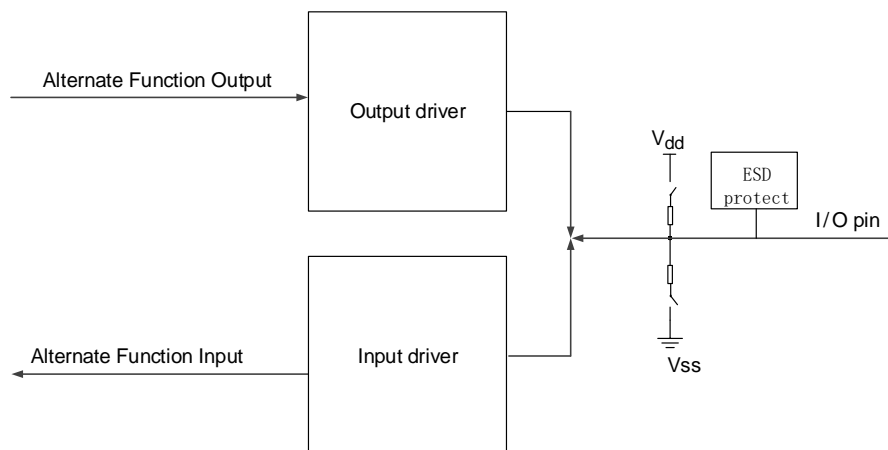 Alternate Function Output
Output driver
Vdd
ESD
protect
I/O pin
Alternate Function Input
Input driver
Vss